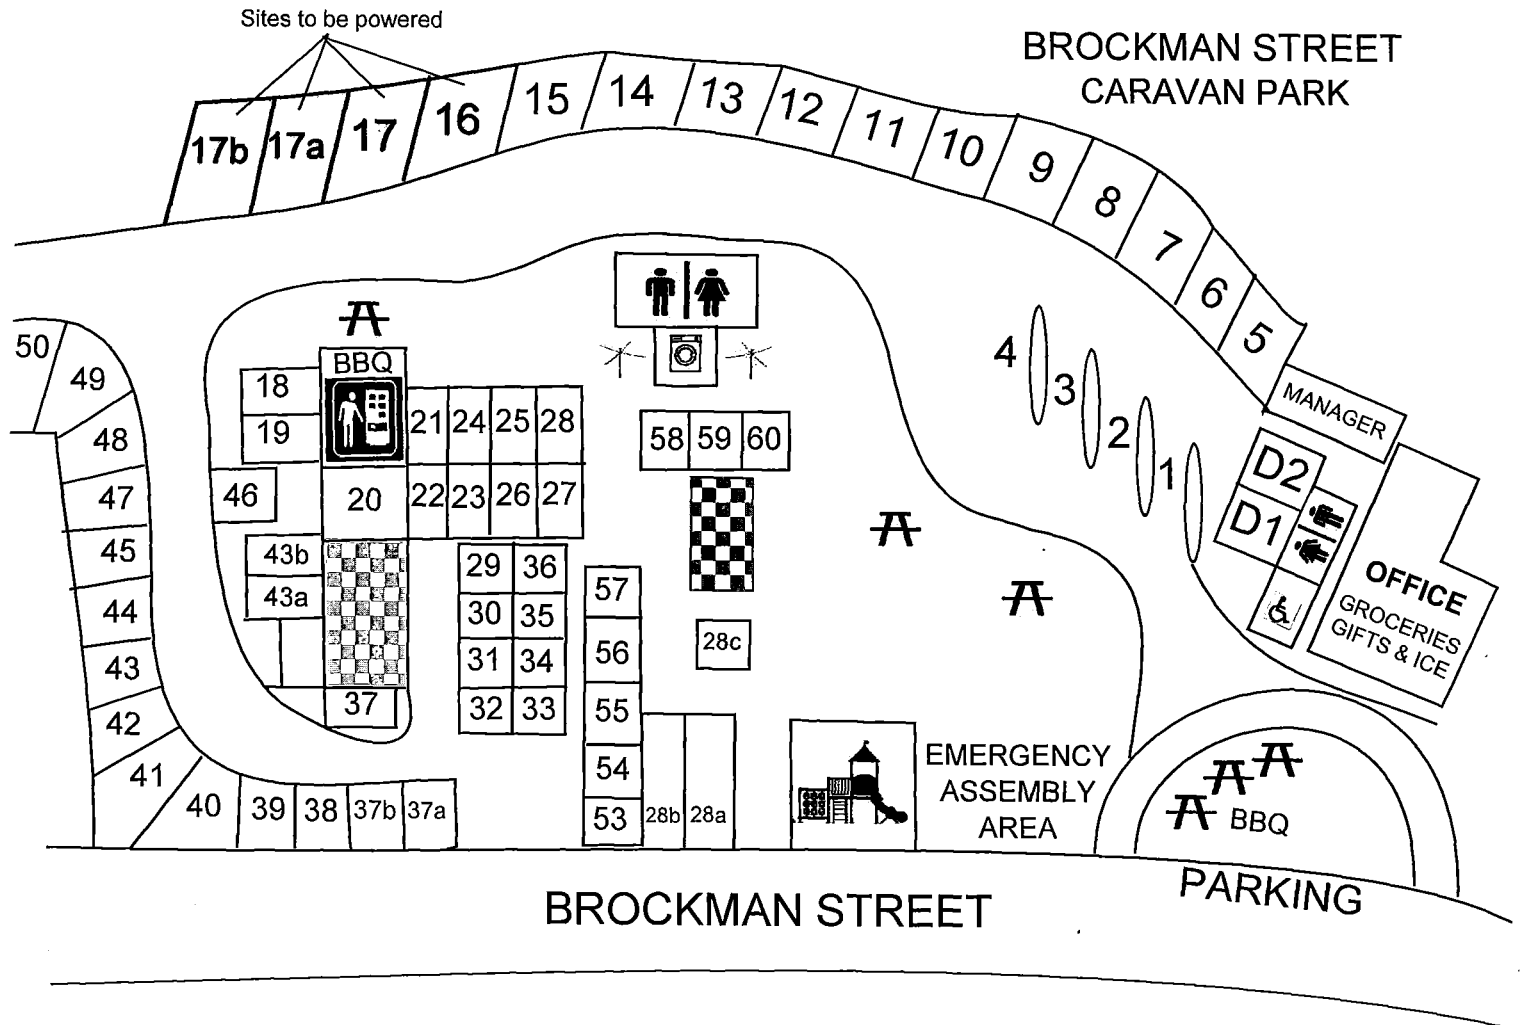 Sites to be powered
BROCKMAN STREET
CARAVAN PARK
17b
17a
17
16
15
14
13
12
11
10
9
8
7
6
5
4
3
2
1
MANAGER
D2
D1
OFFICE
GROCERIES
GIFTS & ICE
50
49
48
47
45
44
43
42
41
40
39
38
37b
37a
BBQ
18
19
46
20
43b
43a
37
21
24
25
28
22
23
26
27
29
36
30
35
31
34
32
33
58
59
60
57
56
55
54
53
28c
28b
28a
EMERGENCY
ASSEMBLY
AREA
BBQ
PARKING
BROCKMAN STREET